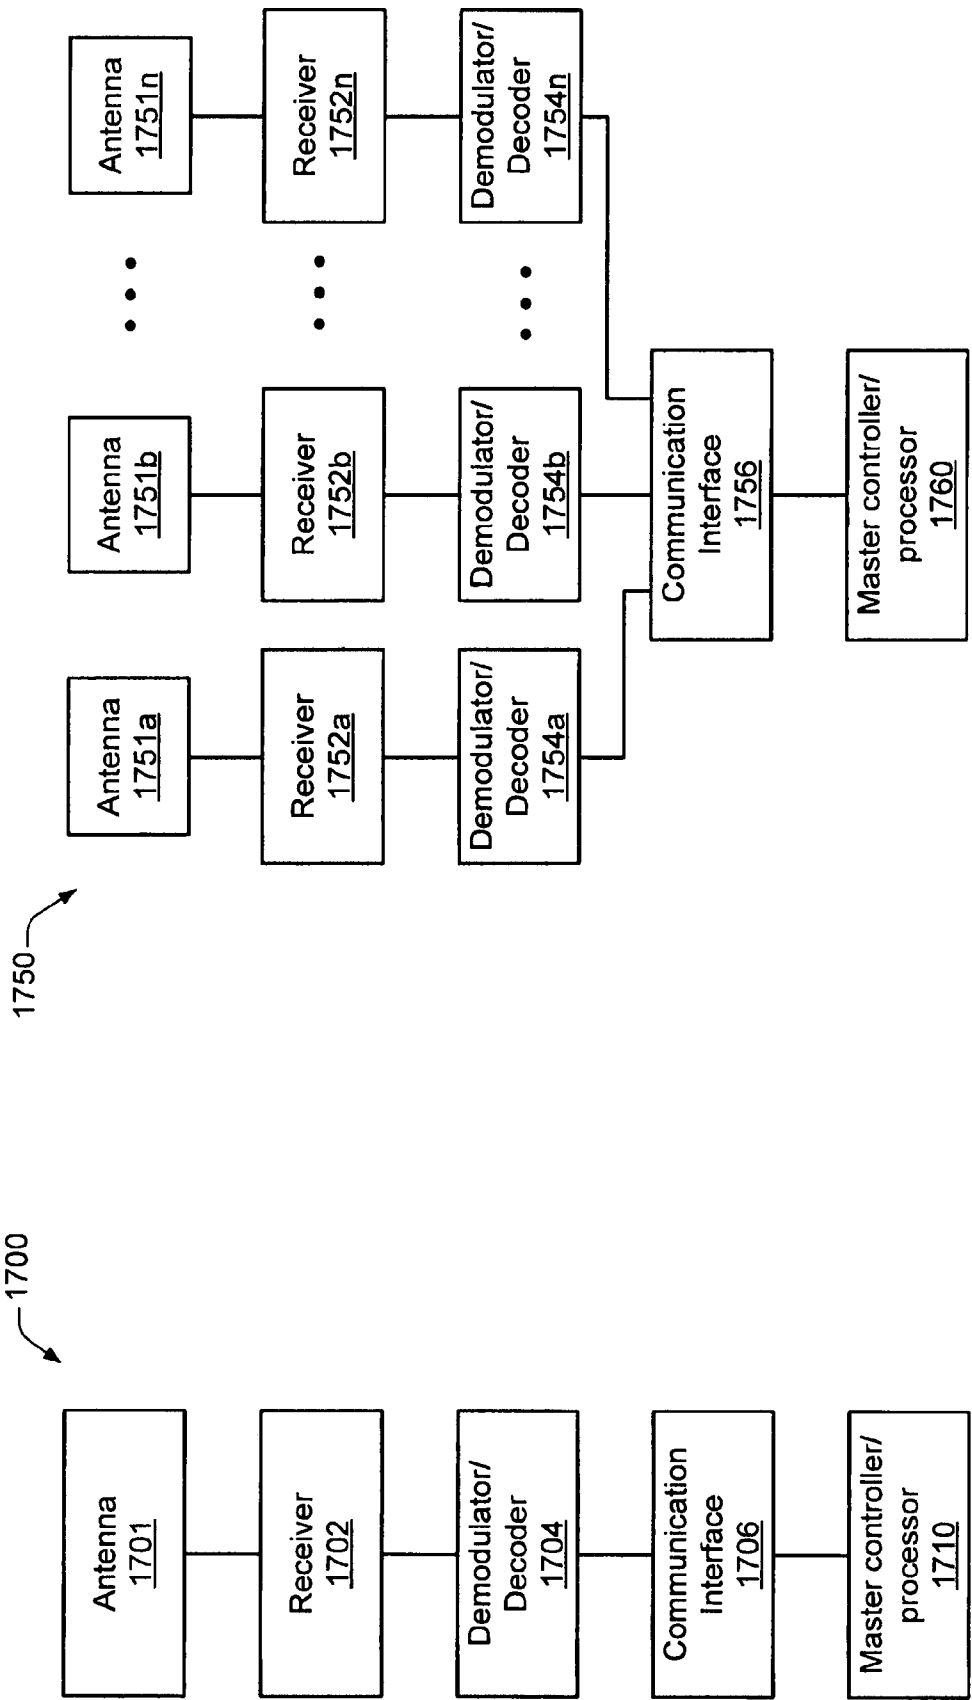 1700
Antenna
1701
Receiver
1702
Demodulator/
Decoder
1704
Communication
Interface
1706
Master controller/
processor
1710
1750
Antenna
1751a
Antenna
1751b
Antenna
1751n
Receiver
1752a
Receiver
1752b
Receiver
1752n
Demodulator/
Decoder
1754a
Demodulator/
Decoder
1754b
Demodulator/
Decoder
1754n
Communication
Interface
1756
Master controller/
processor
1760